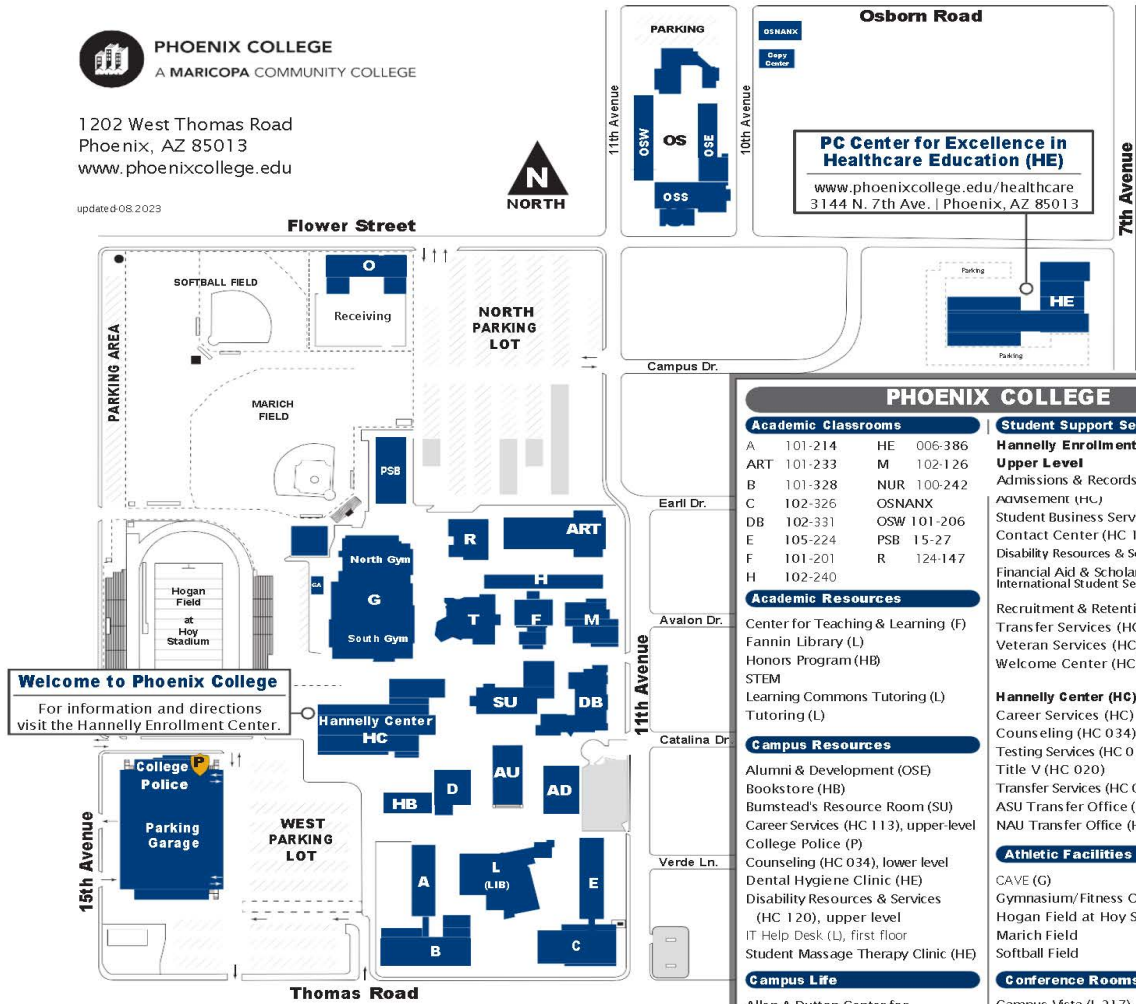 PHOENIX COLLEGE
A MARICOPA COMMUNITY COLLEGE
1202 West Thomas Road
Phoenix, AZ 85013
www.phoenixcollege.edu
updated-08.2023
N
NORTH
Osborn Road
PARKING
OSNANX
Copy
Center
11th Avenue
10th Avenue
7th Avenue
OSW
OS
OSE
OSS
PC Center for Excellence in
Healthcare Education (HE)
www.phoenixcollege.edu/healthcare
3144 N. 7th Ave. | Phoenix, AZ 85013
Flower Street
SOFTBALL FIELD
O
Receiving
NORTH
PARKING
LOT
Parking
HE
Parking
PARKING AREA
Campus Dr.
MARICH
FIELD
PSB
Earll Dr.
R
ART
North Gym
G
South Gym
GA
H
T
F
M
Avalon Dr.
Hogan
Field
at
Hoy
Stadium
11th Avenue
Welcome to Phoenix College
For information and directions
visit the Hannelly Enrollment Center.
SU
DB
Hannelly Center
HC
Catalina Dr.
College
Police
P
Parking
Garage
15th Avenue
AU
D
HB
AD
WEST
PARKING
LOT
Verde Ln.
A
L
(LIB)
E
B
C
Thomas Road
PHOENIX COLLEGE
Academic Classrooms
A 101-214 HE 006-386
ART 101-233 M 102-126
B 101-328 NUR 100-242
C 102-326 OSNANX
DB 102-331 OSW 101-206
E 105-224 PSB 15-27
F 101-201 R 124-147
H 102-240
Academic Resources
Center for Teaching & Learning (F)
Fannin Library (L)
Honors Program (HB)
STEM
Learning Commons Tutoring (L)
Tutoring (L)
Campus Resources
Alumni & Development (OSE)
Bookstore (HB)
Bumstead's Resource Room (SU)
Career Services (HC 113), upper-level
College Police (P)
Counseling (HC 034), lower level
Dental Hygiene Clinic (HE)
Disability Resources & Services
(HC 120), upper level
IT Help Desk (L), first floor
Student Massage Therapy Clinic (HE)
Campus Life
Student Support Se
Hannelly Enrollment
Upper Level
Admissions & Records
Advisement (HC)
Student Business Serv
Contact Center (HC 1
Disability Resources & S
Financial Aid & Schola
International Student Se
Recruitment & Retenti
Transfer Services (HC
Veteran Services (HC
Welcome Center (HC
Hannelly Center (HC)
Career Services (HC)
Counseling (HC 034)
Testing Services (HC 0
Title V (HC 020)
Transfer Services (HC 0
ASU Transfer Office (
NAU Transfer Office (H
Athletic Facilities
CAVE (G)
Gymnasium/Fitness C
Hogan Field at Hoy S
Marich Field
Softball Field
Conference Rooms